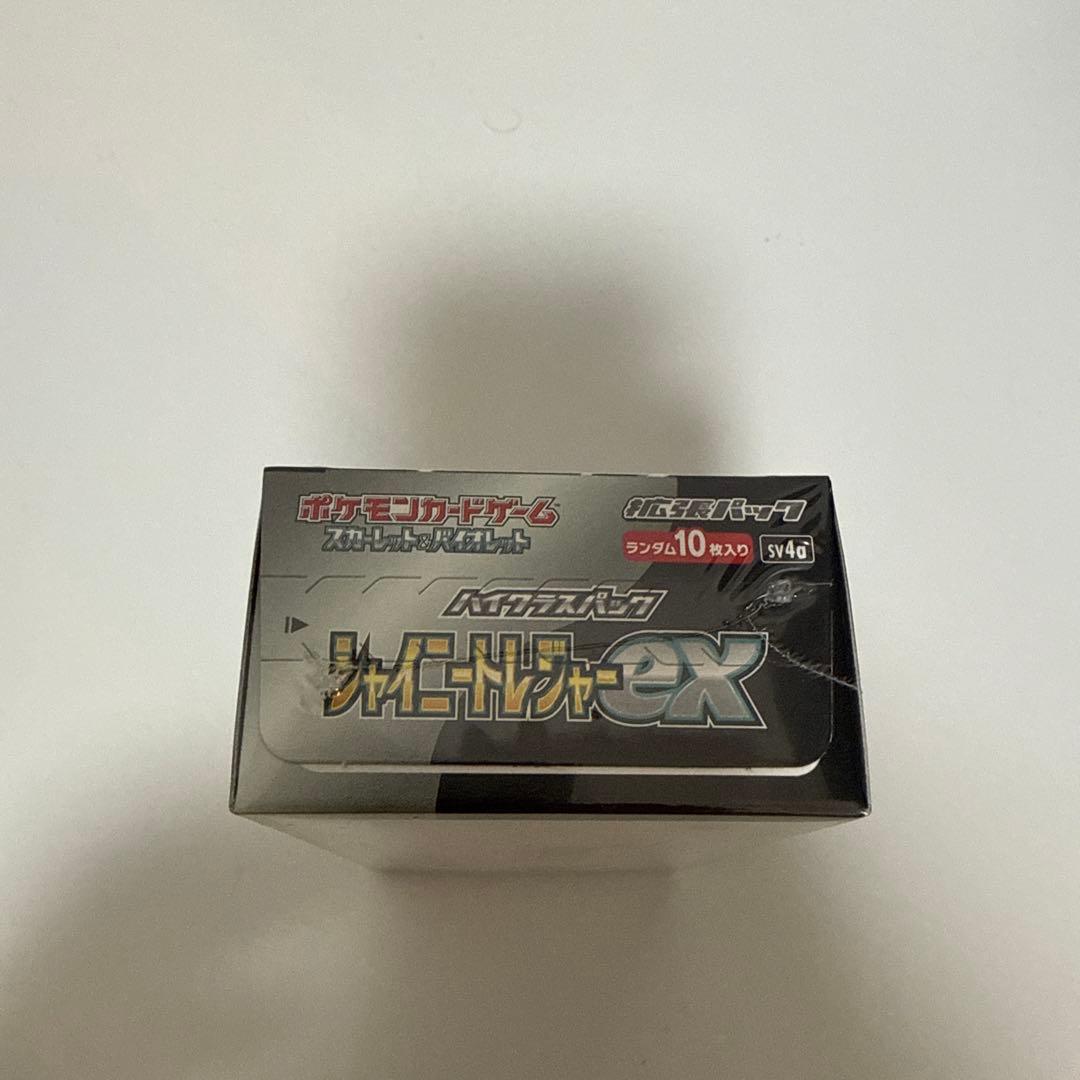 ポケモンカードゲーム
スカーレット&バイオレット
拡張パック
ランダム10枚入り
sv4a
ハイクラスパック
シャイニートレジャーex